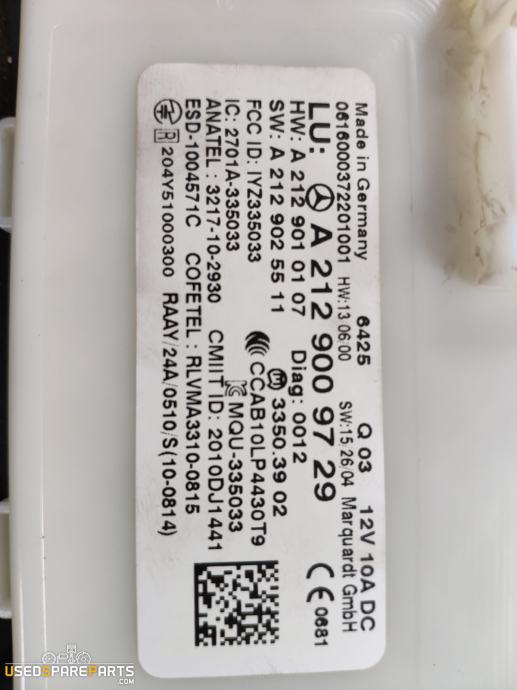 Made in Germany 6425 Q 03 12V 10A DC
0616000372201001 HW:13 06:00 SW:15:26/04 Marquardt GmbH
LU: A 212 900 97 29
HW: A 212 901 01 07 Diag: 0012
SW: A 212 902 55 11 3350.39 02
FCC ID: IYZ335033 CCAB10LP4430T9
IC: 2701A-335033 MQU-335033
ANATEL: 3217-10-2930 CMIIT ID: 2010DJ1441
ESD-1004571C COFETEL: RLVMA3310-0815
R 204Y51000300 RAAY/24A/0510/S(10-0814)
CE 0681
USEDSPAREPARTS
.COM